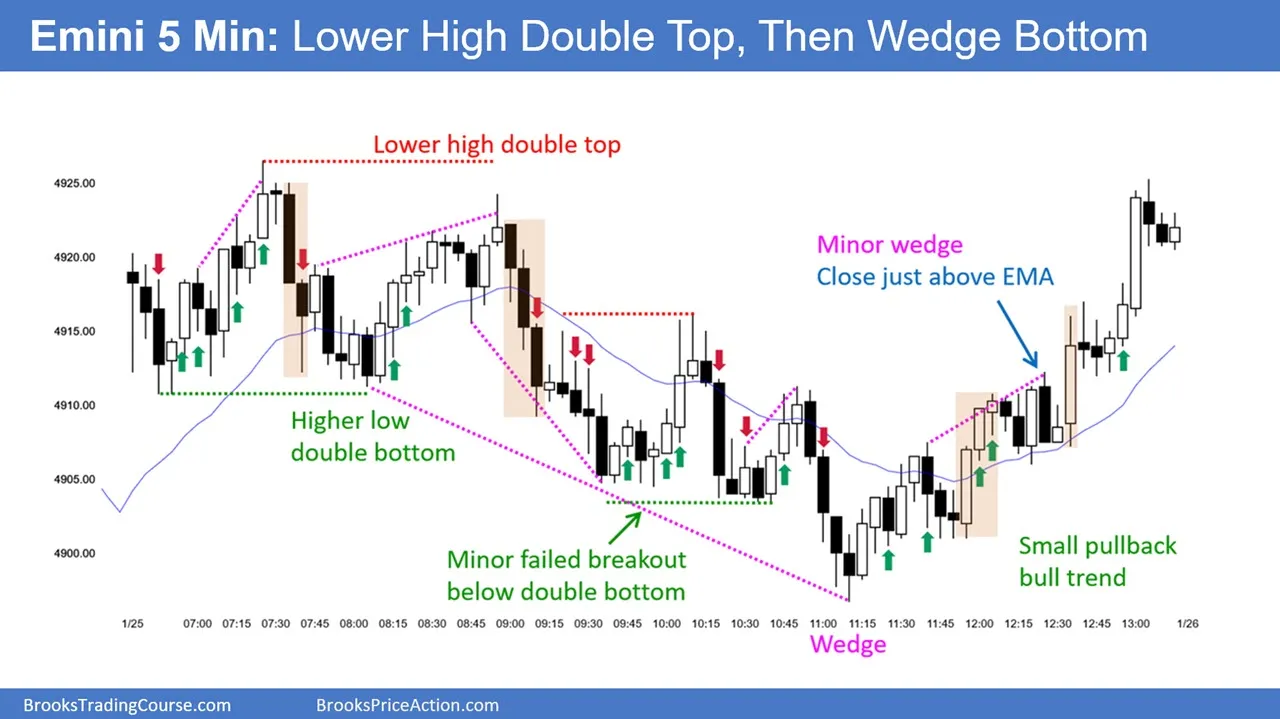 Emini 5 Min: Lower High Double Top, Then Wedge Bottom
Lower high double top
4925.00
4920.00
4915.00
4910.00
4905.00
4900.00
Minor wedge
Close just above EMA
Higher low
double bottom
Minor failed breakout
below double bottom
Small pullback
bull trend
1/25 07:00 07:15 07:30 07:45 08:00 08:15 08:30 08:45 09:00 09:15 09:30 09:45 10:00 10:15 10:30 10:45 11:00 11:15 11:30 11:45 12:00 12:15 12:30 12:45 13:00 1/26
Wedge
BrooksTradingCourse.com BrooksPriceAction.com